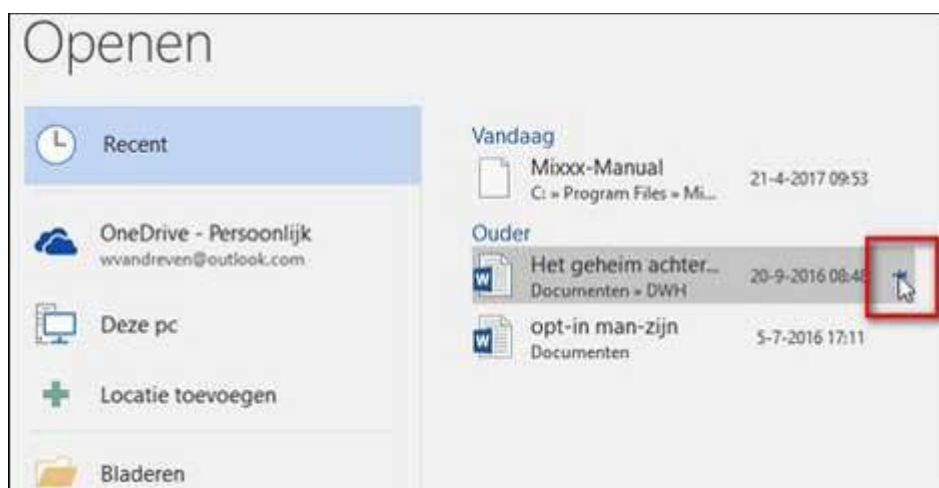 Openen
Recent
OneDrive - Persoonlijk
wvandreven@outlook.com
Deze pc
Locatie toevoegen
Bladeren
Vandaag
Mixxx-Manual
21-4-2017 09:53
C: » Program Files » Mi...
Ouder
Het geheim achter...
20-9-2016 08:48
Documenten » DWH
opt-in man-zijn
5-7-2016 17:11
Documenten